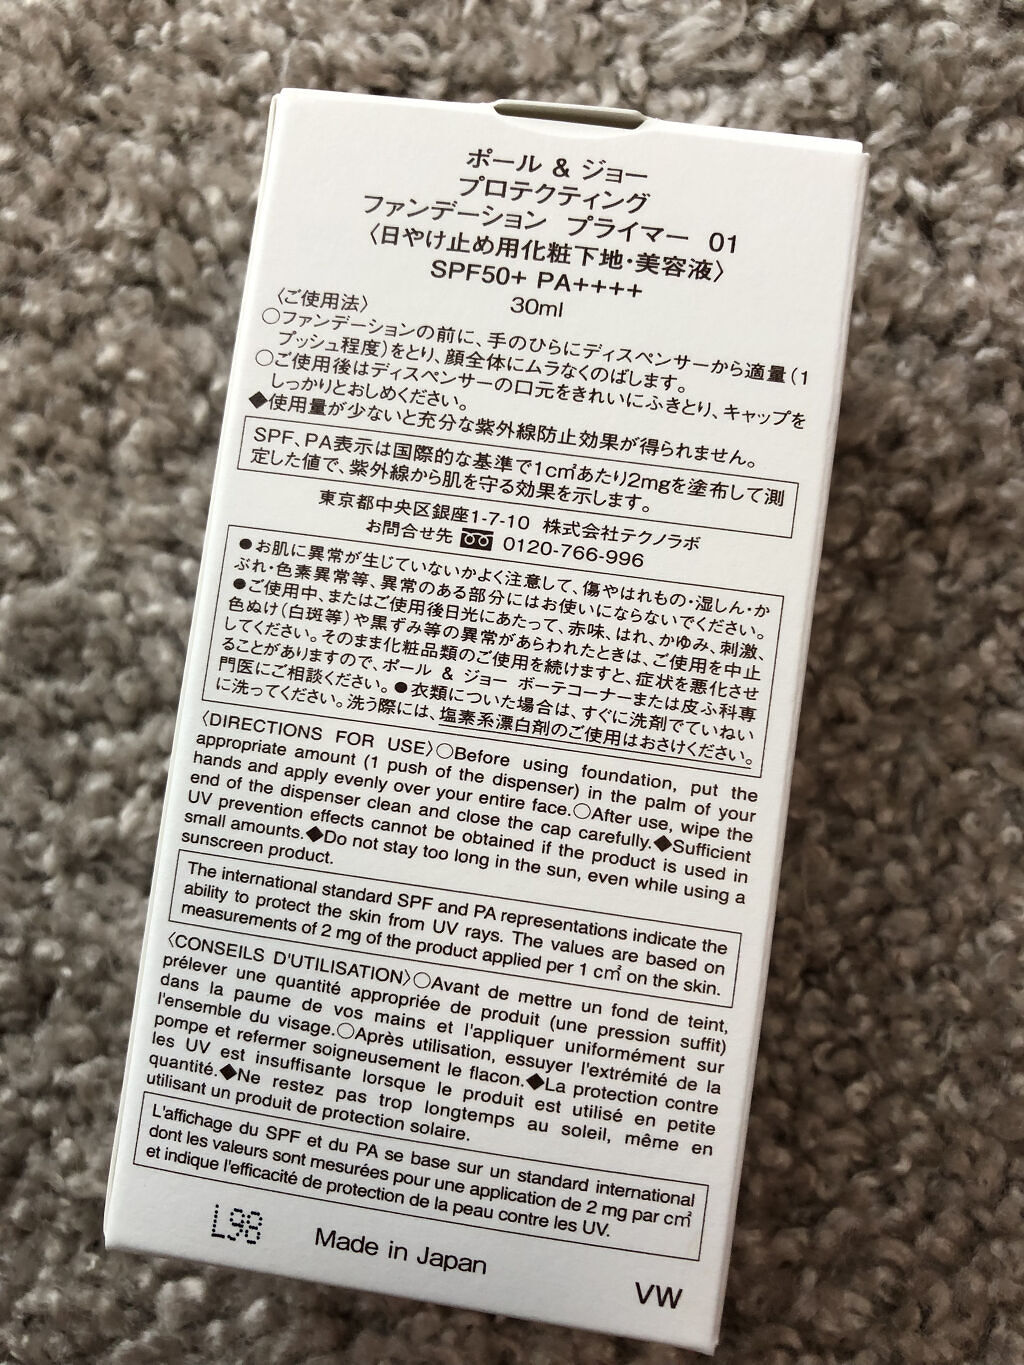 ポール & ジョー
プロテクティング
ファンデーション プライマー 01
〈日やけ止め用化粧下地・美容液〉
SPF50+ PA++++
30ml
〈ご使用法〉
○ファンデーションの前に、手のひらにディスペンサーから適量(1
プッシュ程度)をとり、顔全体にムラなくのばします。
○ご使用後はディスペンサーの口元をきれいにふきとり、キャップを
しっかりとおしめください。
◆使用量が少ないと充分な紫外線防止効果が得られません。
SPF、PA表示は国際的な基準で1c㎡あたり2mgを塗布して測
定した値で、紫外線から肌を守る効果を示します。
東京都中央区銀座1-7-10 株式会社テクノラボ
お問合せ先 0120-766-996
●お肌に異常が生じていないかよく注意して、傷やはれもの・湿しん・か
ぶれ・色素異常等、異常のある部分にはお使いにならないでください。
●ご使用中、またはご使用後日光にあたって、赤味、はれ、かゆみ、刺激、
色ぬけ(白斑等)や黒ずみ等の異常があらわれたときは、ご使用を中止
してください。そのまま化粧品類のご使用を続けますと、症状を悪化させ
ることがありますので、ポール & ジョー ボーテコーナーまたは皮ふ科専
門医にご相談ください。●衣類についた場合は、すぐに洗剤でていねい
に洗ってください。洗う際には、塩素系漂白剤のご使用はおさけください。
〈DIRECTIONS FOR USE〉○Before using foundation, put the
appropriate amount (1 push of the dispenser) in the palm of your
hands and apply evenly over your entire face.○After use, wipe the
end of the dispenser clean and close the cap carefully.◆Sufficient
UV prevention effects cannot be obtained if the product is used in
small amounts.◆Do not stay too long in the sun, even while using a
sunscreen product.
The international standard SPF and PA representations indicate the
ability to protect the skin from UV rays. The values are based on
measurements of 2 mg of the product applied per 1 c㎡ on the skin.
〈CONSEILS D'UTILISATION〉○Avant de mettre un fond de teint,
prélever une quantité appropriée de produit (une pression suffit)
dans la paume de vos mains et l'appliquer uniformément sur
l'ensemble du visage.○Après utilisation, essuyer l'extrémité de la
pompe et refermer soigneusement le flacon.◆La protection contre
les UV est insuffisante lorsque le produit est utilisé en petite
quantité.◆Ne restez pas trop longtemps au soleil, même en
utilisant un produit de protection solaire.
L'affichage du SPF et du PA se base sur un standard international
dont les valeurs sont mesurées pour une application de 2 mg par c㎡
et indique l'efficacité de protection de la peau contre les UV.
L98
Made in Japan
VW